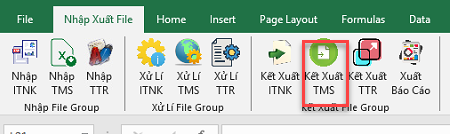 File Nhập Xuất File Home Insert Page Layout Formulas Data
Nhập Nhập Nhập Xử Lí Xử Lí Xử Lí Kết Xuất Kết Xuất Kết Xuất Xuất
ITNK TMS TTR ITNK TMS TTR ITNK TMS TTR Báo Cáo
Nhập File Group Xử Lí File Group Kết Xuất File Group